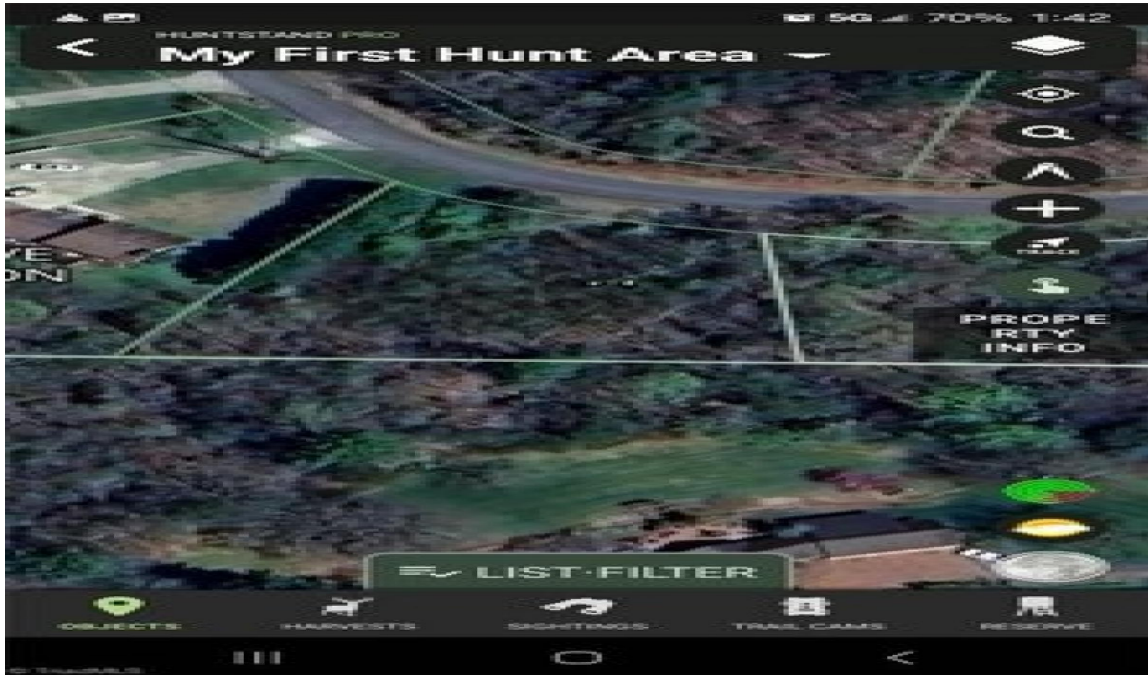 5G 70% 1:42
HUNTSTAND PRO
My First Hunt Area
TRACE
PROPE
RTY
INFO
LIST·FILTER
OBJECTS HARVESTS SIGHTINGS TRAIL CAMS RESERVE